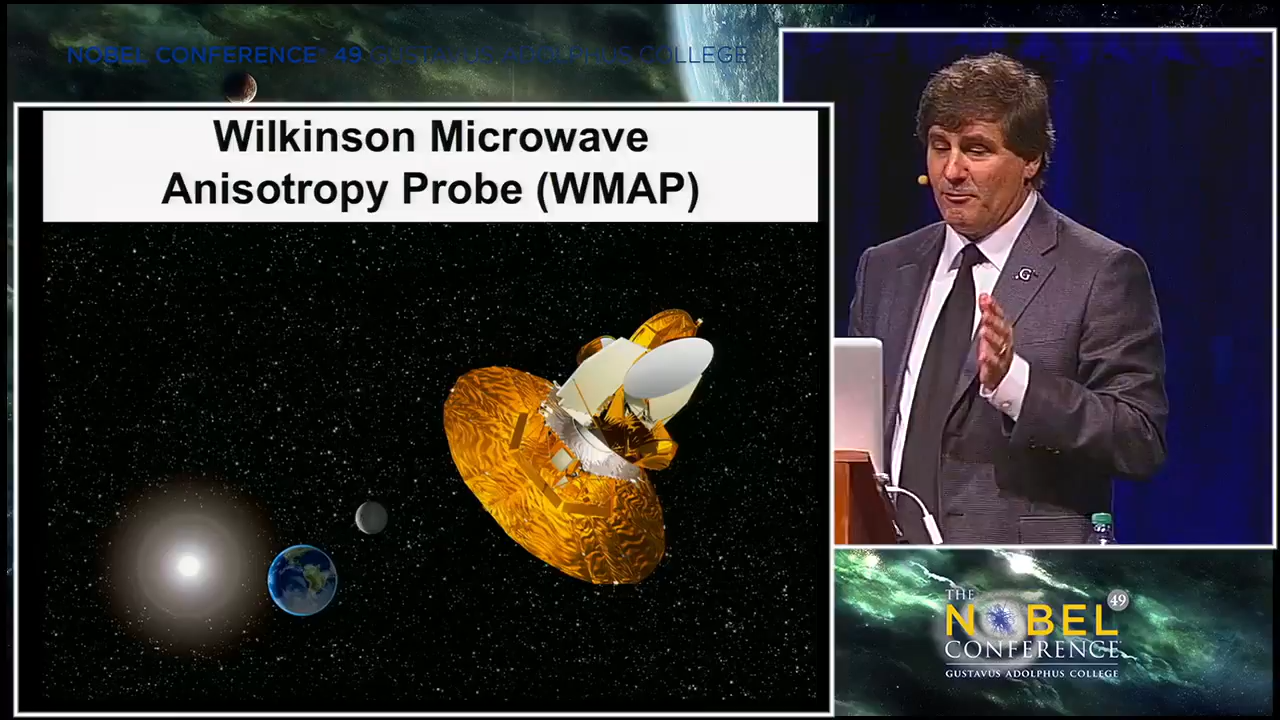 NOBEL CONFERENCE® 49 GUSTAVUS ADOLPHUS COLLEGE
Wilkinson Microwave
Anisotropy Probe (WMAP)
G
THE
NOBEL 49
CONFERENCE
GUSTAVUS ADOLPHUS COLLEGE